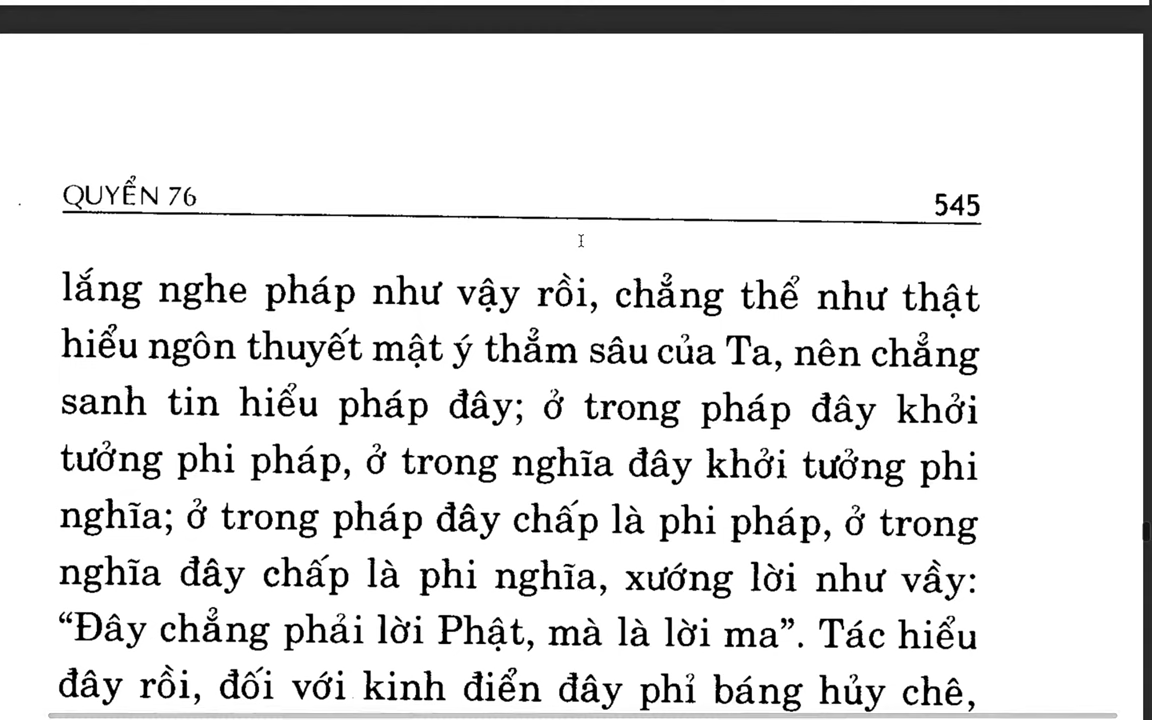 QUYỂN 76
545
lắng nghe pháp như vậy rồi, chẳng thể như thật
hiểu ngôn thuyết mật ý thẳm sâu của Ta, nên chẳng
sanh tin hiểu pháp đây; ở trong pháp đây khởi
tưởng phi pháp, ở trong nghĩa đây khởi tưởng phi
nghĩa; ở trong pháp đây chấp là phi pháp, ở trong
nghĩa đây chấp là phi nghĩa, xướng lời như vầy:
“Đây chẳng phải lời Phật, mà là lời ma”. Tác hiểu
đây rồi, đối với kinh điển đây phỉ báng hủy chê,